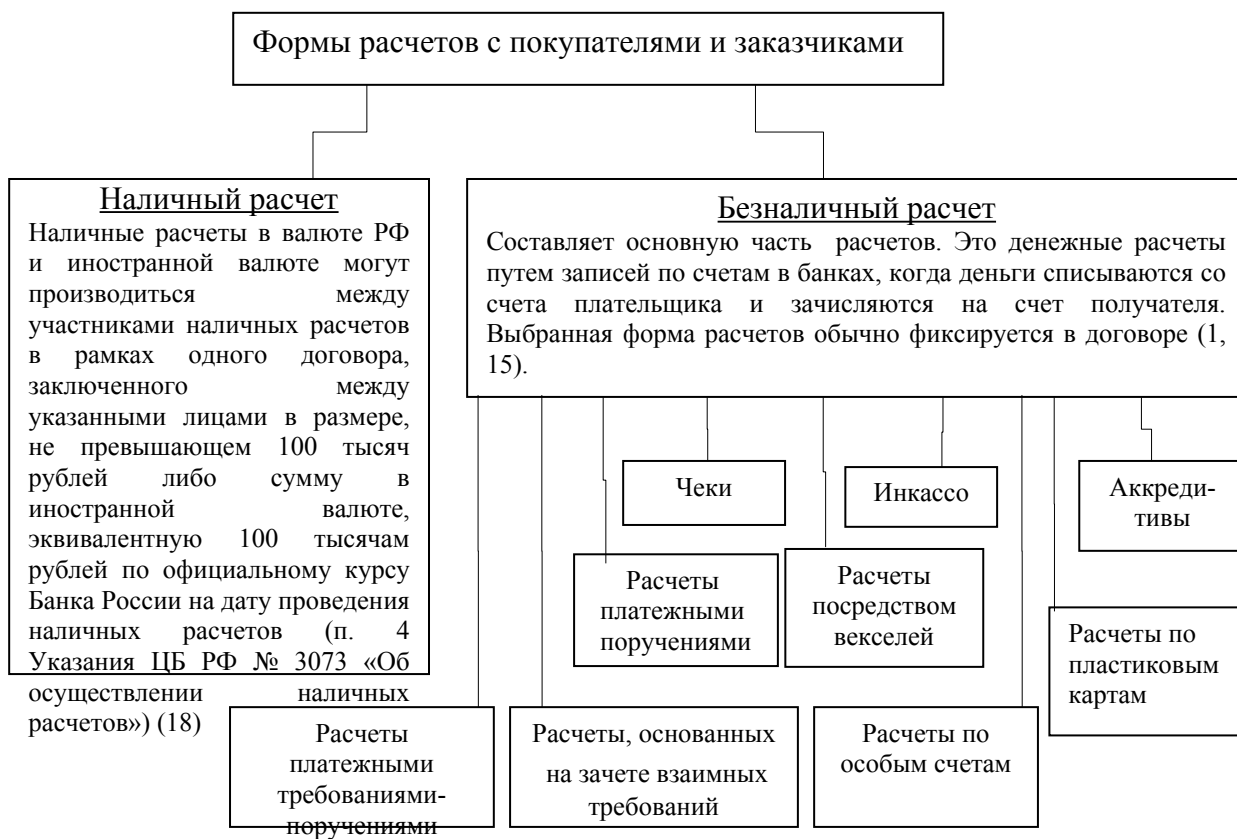 Формы расчетов с покупателями и заказчиками
Наличный расчет
Наличные расчеты в валюте РФ
и иностранной валюте могут
производиться между
участниками наличных расчетов
в рамках одного договора,
заключенного между
указанными лицами в размере,
не превышающем 100 тысяч
рублей либо сумму в
иностранной валюте,
эквивалентную 100 тысячам
рублей по официальному курсу
Банка России на дату проведения
наличных расчетов (п. 4
Указания ЦБ РФ № 3073 «Об
осуществлении наличных
расчетов») (18)
Безналичный расчет
Составляет основную часть расчетов. Это денежные расчеты
путем записей по счетам в банках, когда деньги списываются со
счета плательщика и зачисляются на счет получателя.
Выбранная форма расчетов обычно фиксируется в договоре (1,
15).
Чеки
Инкассо
Аккреди-
тивы
Расчеты
платежными
поручениями
Расчеты
посредством
векселей
Расчеты по
пластиковым
картам
Расчеты
платежными
требованиями-
поручениями
Расчеты, основанных
на зачете взаимных
требований
Расчеты по
особым счетам